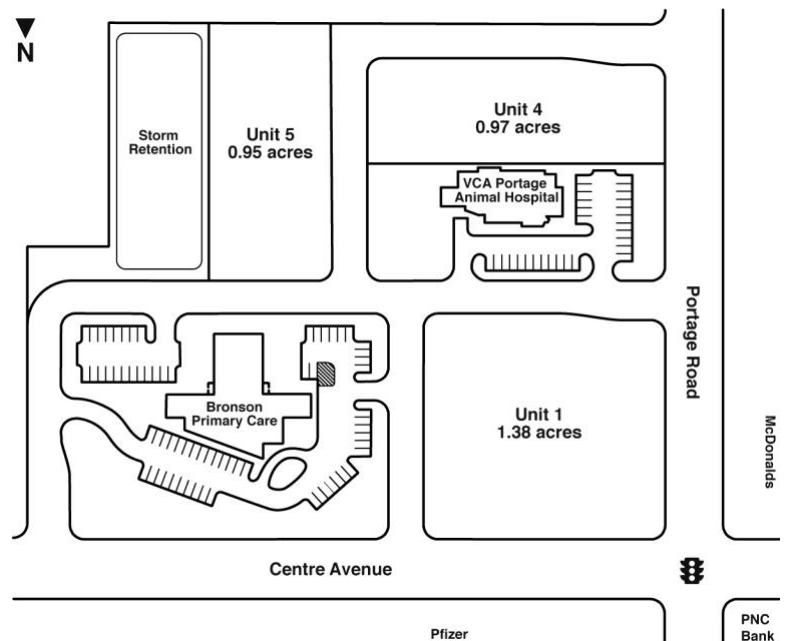 N
Storm
Retention
Unit 5
0.95 acres
Unit 4
0.97 acres
VCA Portage
Animal Hospital
Portage Road
McDonalds
Bronson
Primary Care
Unit 1
1.38 acres
Centre Avenue
Pfizer
PNC
Bank